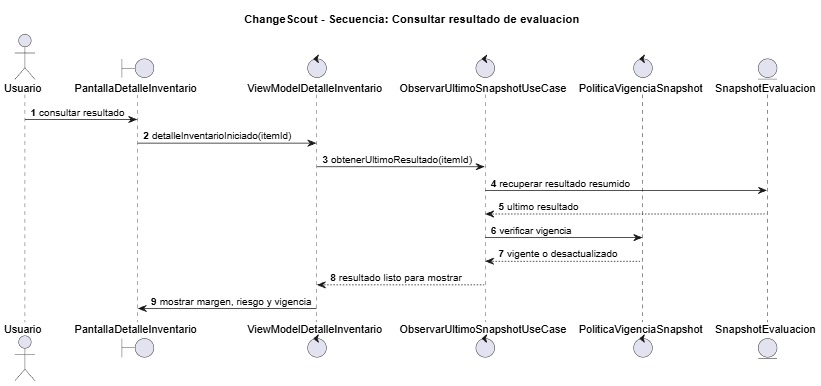 ChangeScout - Secuencia: Consultar resultado de evaluacion
Usuario PantallaDetalleInventario ViewModelDetalleInventario ObservarUltimoSnapshotUseCase PoliticaVigenciaSnapshot SnapshotEvaluacion
1 consultar resultado
2 detalleInventarioIniciado(itemId)
3 obtenerUltimoResultado(itemId)
4 recuperar resultado resumido
5 ultimo resultado
6 verificar vigencia
7 vigente o desactualizado
8 resultado listo para mostrar
9 mostrar margen, riesgo y vigencia
Usuario PantallaDetalleInventario ViewModelDetalleInventario ObservarUltimoSnapshotUseCase PoliticaVigenciaSnapshot SnapshotEvaluacion